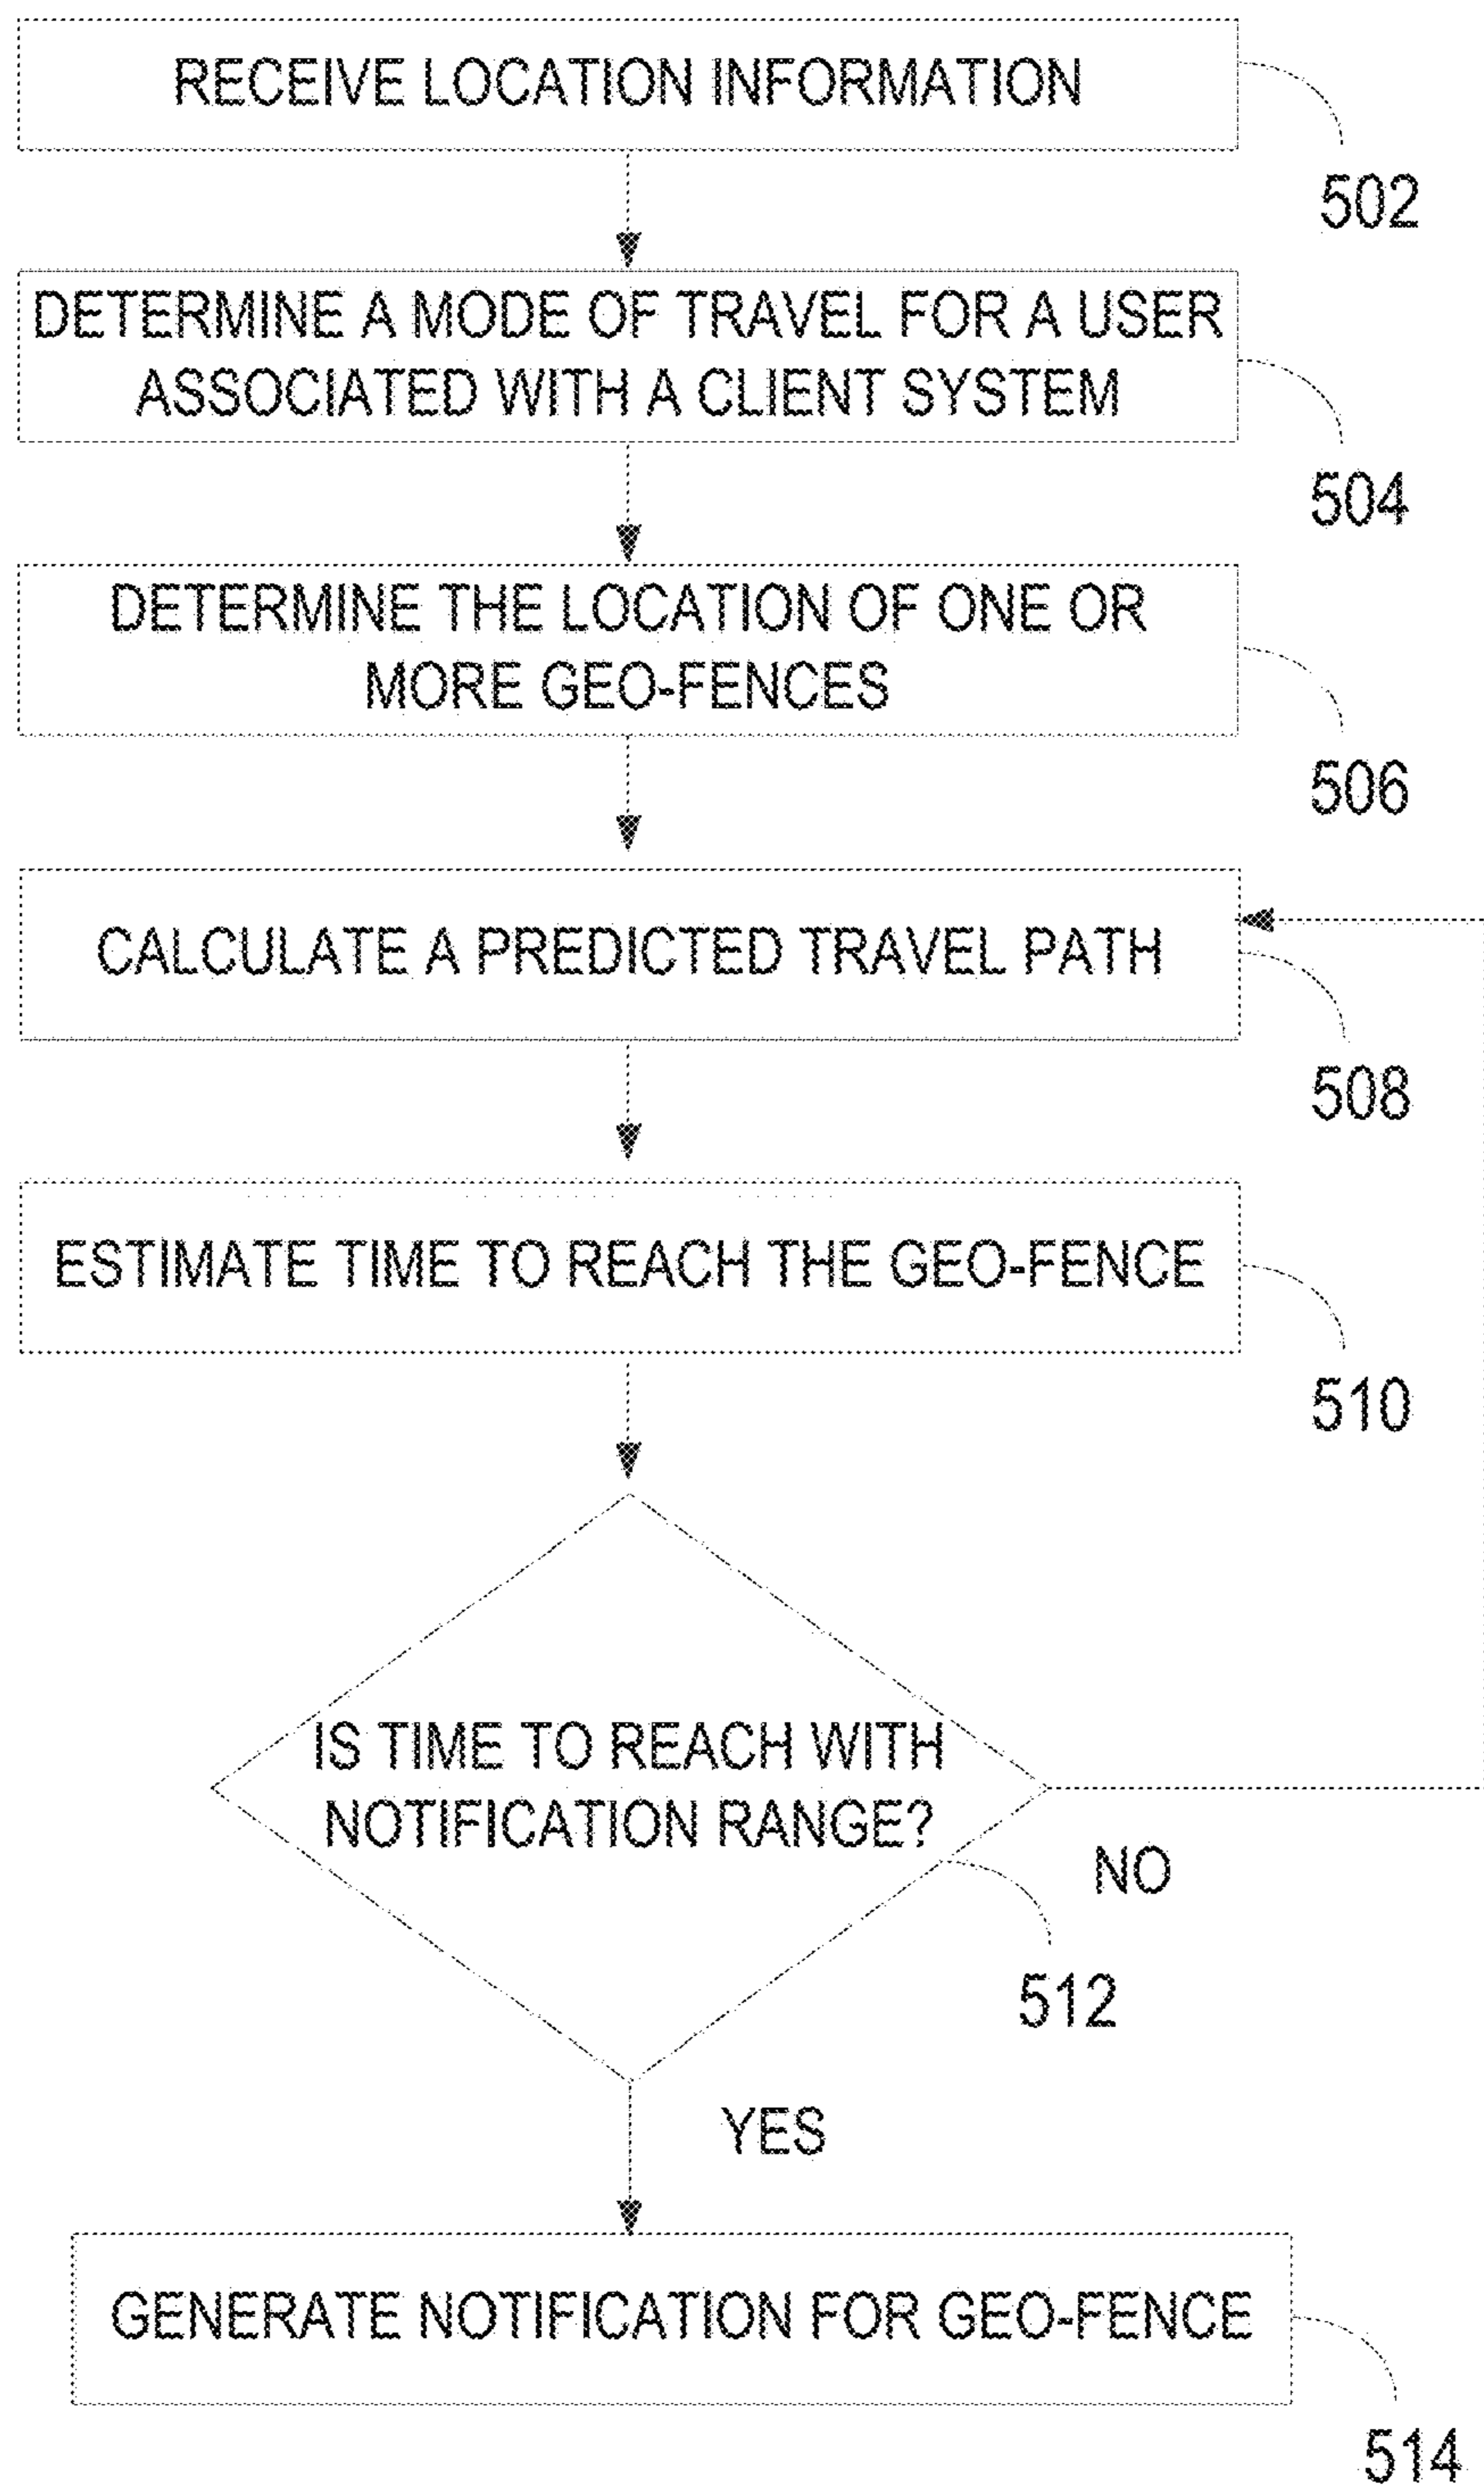 RECEIVE LOCATION INFORMATION
502
DETERMINE A MODE OF TRAVEL FOR A USER
ASSOCIATED WITH A CLIENT SYSTEM
504
DETERMINE THE LOCATION OF ONE OR
MORE GEO-FENCES
506
CALCULATE A PREDICTED TRAVEL PATH
508
ESTIMATE TIME TO REACH THE GEO-FENCE
510
IS TIME TO REACH WITH
NOTIFICATION RANGE?
NO
512
YES
GENERATE NOTIFICATION FOR GEO-FENCE
514